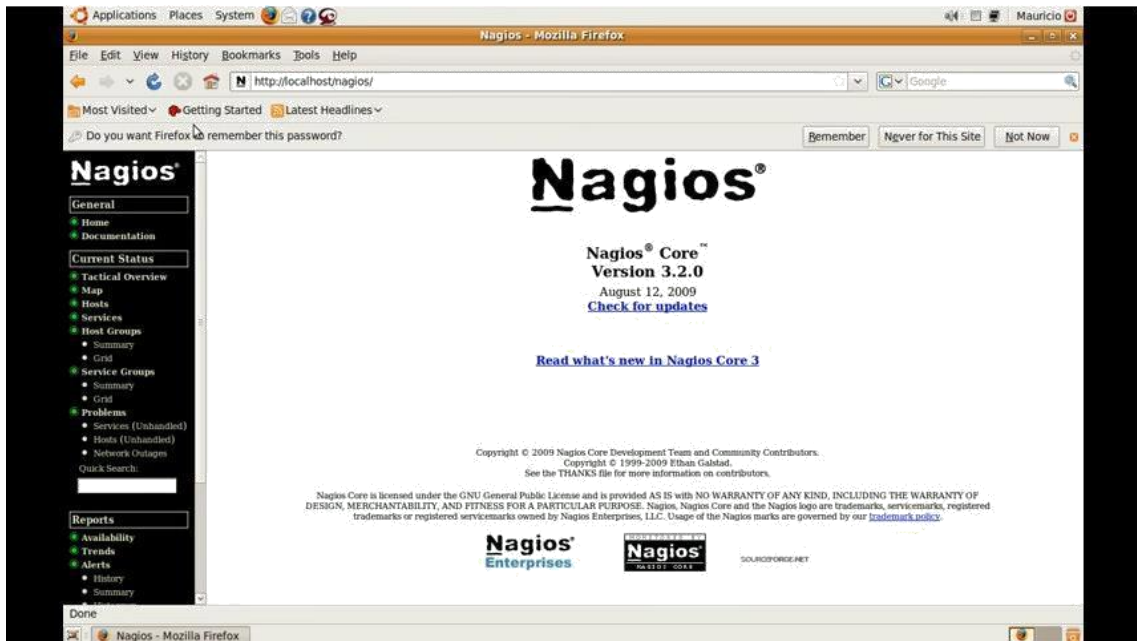 Applications Places System Mauricio
Nagios - Mozilla Firefox
File Edit View History Bookmarks Tools Help
N http://localhost/nagios/ G Google
Most Visited Getting Started Latest Headlines
Do you want Firefox to remember this password? Remember Never for This Site Not Now
Nagios®
General
Home
Documentation
Current Status
Tactical Overview
Map
Hosts
Services
Host Groups
Summary
Grid
Service Groups
Summary
Grid
Problems
Services (Unhandled)
Hosts (Unhandled)
Network Outages
Quick Search:
Reports
Availability
Trends
Alerts
History
Summary
Nagios®
Nagios® Core™
Version 3.2.0
August 12, 2009
Check for updates
Read what's new in Nagios Core 3
Copyright © 2009 Nagios Core Development Team and Community Contributors.
Copyright © 1999-2009 Ethan Galstad.
See the THANKS file for more information on contributors.
Nagios Core is licensed under the GNU General Public License and is provided AS IS with NO WARRANTY OF ANY KIND, INCLUDING THE WARRANTY OF
DESIGN, MERCHANTABILITY, AND FITNESS FOR A PARTICULAR PURPOSE. Nagios, Nagios Core and the Nagios logo are trademarks, servicemarks, registered
trademarks or registered servicemarks owned by Nagios Enterprises, LLC. Usage of the Nagios marks are governed by our trademark policy.
Nagios®
Enterprises
MONITORED BY
Nagios®
NAGIOS CORE
SOURCEFORGE.NET
Done
Nagios - Mozilla Firefox